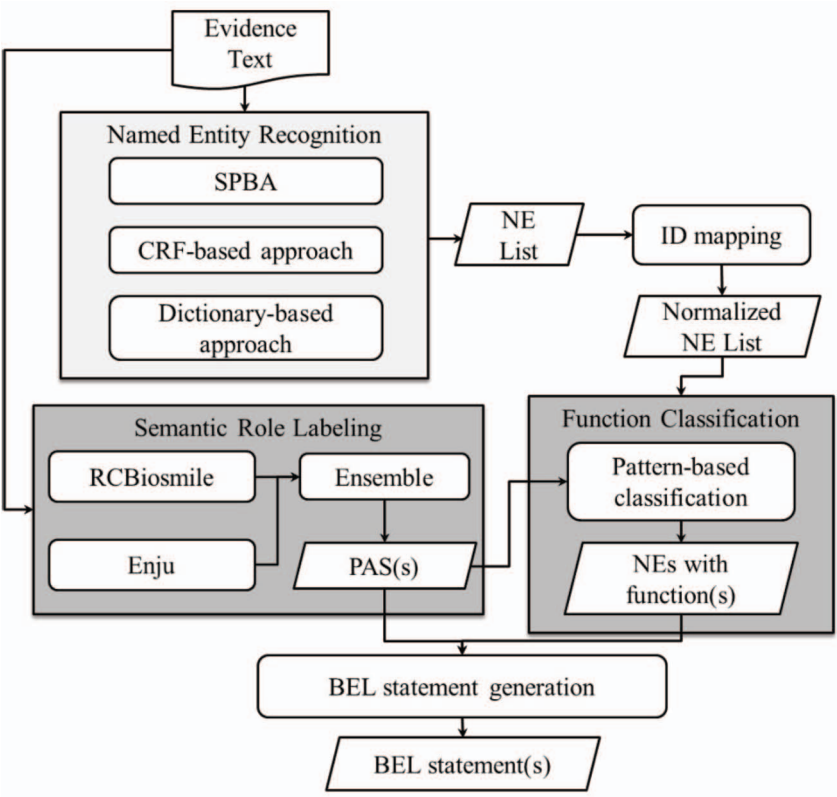 Evidence
Text
Named Entity Recognition
SPBA
CRF-based approach
Dictionary-based
approach
NE
List
ID mapping
Normalized
NE List
Semantic Role Labeling
RCBiosmile
Ensemble
Enju
PAS(s)
Function Classification
Pattern-based
classification
NEs with
function(s)
BEL statement generation
BEL statement(s)